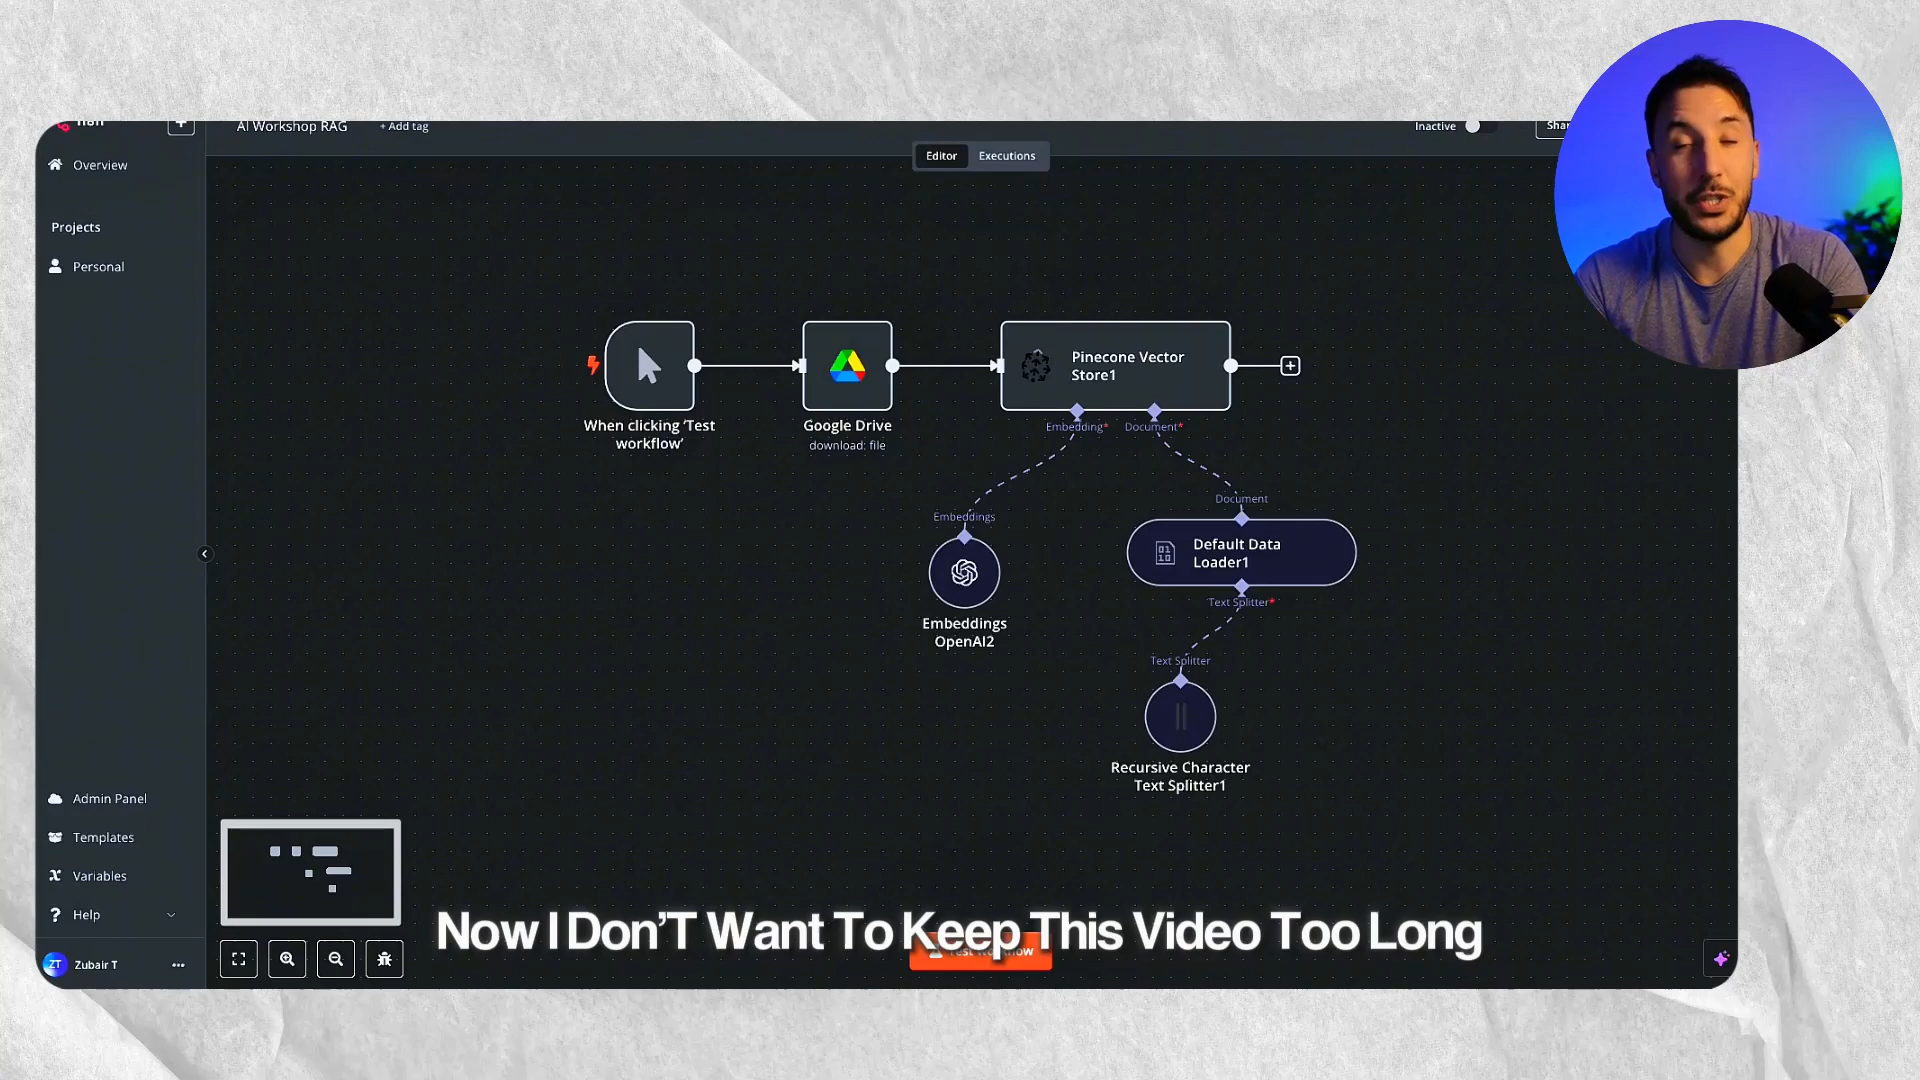 n8n
+
AI Workshop RAG
+ Add tag
Inactive
Editor
Executions
Overview
Projects
Personal
When clicking ‘Test
workflow’
Google Drive
download: file
Pinecone Vector
Store1
Embedding*
Document*
Embeddings
Embeddings
OpenAI2
Document
Default Data
Loader1
Text Splitter*
Text Splitter
Recursive Character
Text Splitter1
Admin Panel
Templates
Variables
Help
ZT
Zubair T
Now I Don’T Want To Keep This Video Too Long